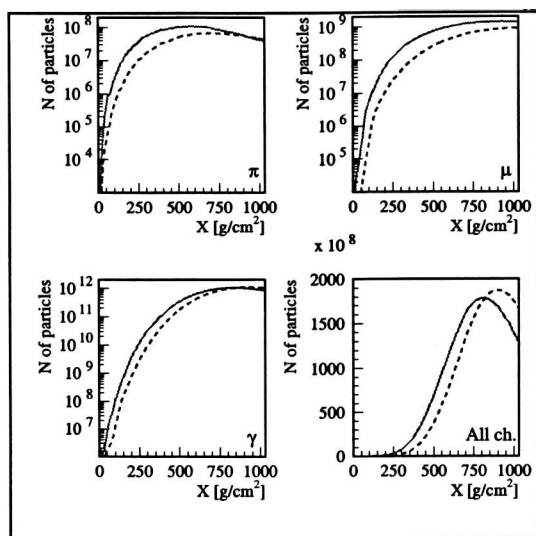 N of particles
10^8
10^7
10^6
10^5
10^4
π
0 250 500 750 1000
X [g/cm^2]
N of particles
10^9
10^8
10^7
10^6
10^5
μ
0 250 500 750 1000
X [g/cm^2]
N of particles
10^12
10^11
10^10
10^9
10^8
10^7
γ
0 250 500 750 1000
X [g/cm^2]
x 10^8
N of particles
2000
1500
1000
500
0
All ch.
0 250 500 750 1000
X [g/cm^2]